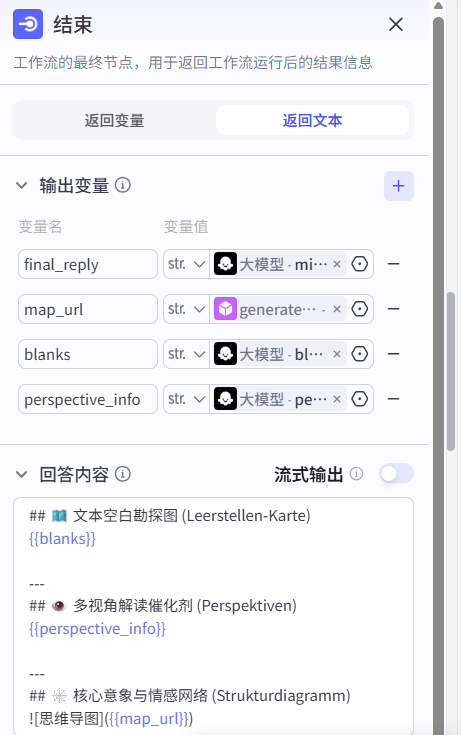 结束
工作流的最终节点，用于返回工作流运行后的结果信息
返回变量 返回文本
输出变量
变量名 变量值
final_reply str. 大模型 · mi···
map_url str. generate··· ·
blanks str. 大模型 · bl···
perspective_info str. 大模型 · pe···
回答内容 流式输出
## 🗺️ 文本空白勘探图 (Leerstellen-Karte)
{{blanks}}
---
## 👁️ 多视角解读催化剂 (Perspektiven)
{{perspective_info}}
---
## 🕸️ 核心意象与情感网络 (Strukturdiagramm)
![思维导图]({{map_url}})